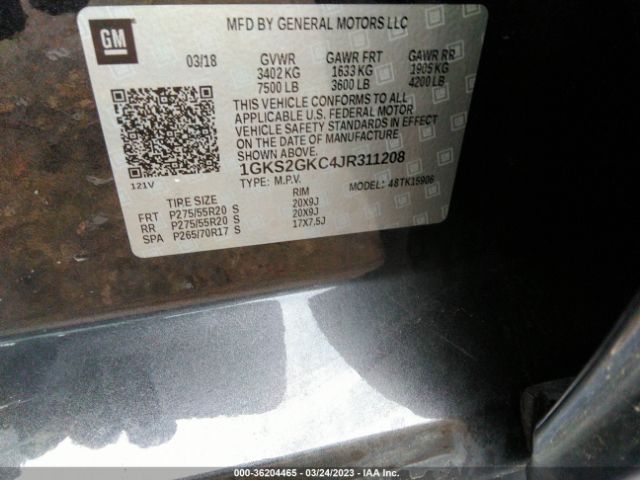 GM
MFD BY GENERAL MOTORS LLC
03/18 GVWR GAWR FRT GAWR RR
3402 KG 1633 KG 1905 KG
7500 LB 3600 LB 4200 LB
THIS VEHICLE CONFORMS TO ALL
APPLICABLE U.S. FEDERAL MOTOR
VEHICLE SAFETY STANDARDS IN EFFECT
ON THE DATE OF MANUFACTURE
SHOWN ABOVE.
1GKS2GKC4JR311208
121V TYPE: M.P.V. MODEL: 48TK15906
TIRE SIZE RIM
FRT P275/55R20 S 20X9J
RR P275/55R20 S 20X9J
SPA P265/70R17 S 17X7.5J
000-36204465 - 03/24/2023 - IAA Inc.